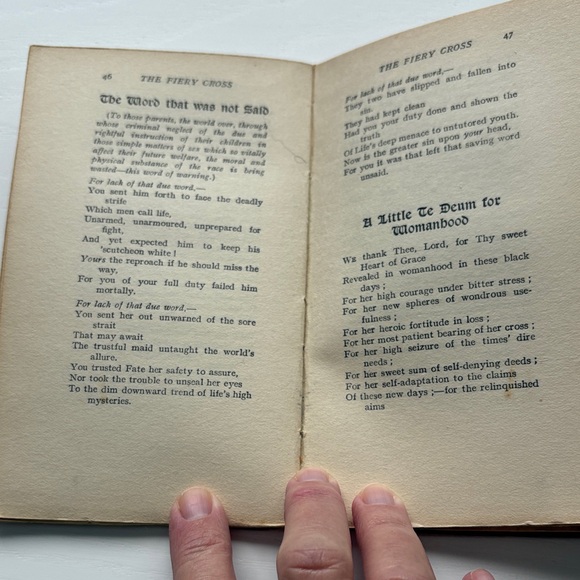 46 THE FIERY CROSS
The Word that was not Said
(To those parents, the world over, through
whose criminal neglect of the due and
rightful instruction of their children in
those simple matters of sex which so vitally
affect their future welfare, the moral and
physical substance of the race is being
wasted—this word of warning.)
For lack of that due word,—
You sent him forth to face the deadly
strife
Which men call life,
Unarmed, unarmoured, unprepared for
fight,
And yet expected him to keep his
'scutcheon white !
Yours the reproach if he should miss the
way,
For you of your full duty failed him
mortally.
For lack of that due word,—
You sent her out unwarned of the sore
strait
That may await
The trustful maid untaught the world's
allure.
You trusted Fate her safety to assure,
Nor took the trouble to unseal her eyes
To the dim downward trend of life's high
mysteries.
THE FIERY CROSS 47
For lack of that due word,—
They two have slipped and fallen into
sin.
They had kept clean
Had you your duty done and shown the
truth
Of Life's deep menace to untutored youth.
Now is the greater sin upon your head,
For you it was that left that saving word
unsaid.
A Little Te Deum for
Womanhood
We thank Thee, Lord, for Thy sweet
Heart of Grace
Revealed in womanhood in these black
days ;
For her high courage under bitter stress ;
For her new spheres of wondrous use-
fulness ;
For her heroic fortitude in loss ;
For her most patient bearing of her cross ;
For her high seizure of the times' dire
needs ;
For her sweet sum of self-denying deeds ;
For her self-adaptation to the claims
Of these new days ;—for the relinquished
aims